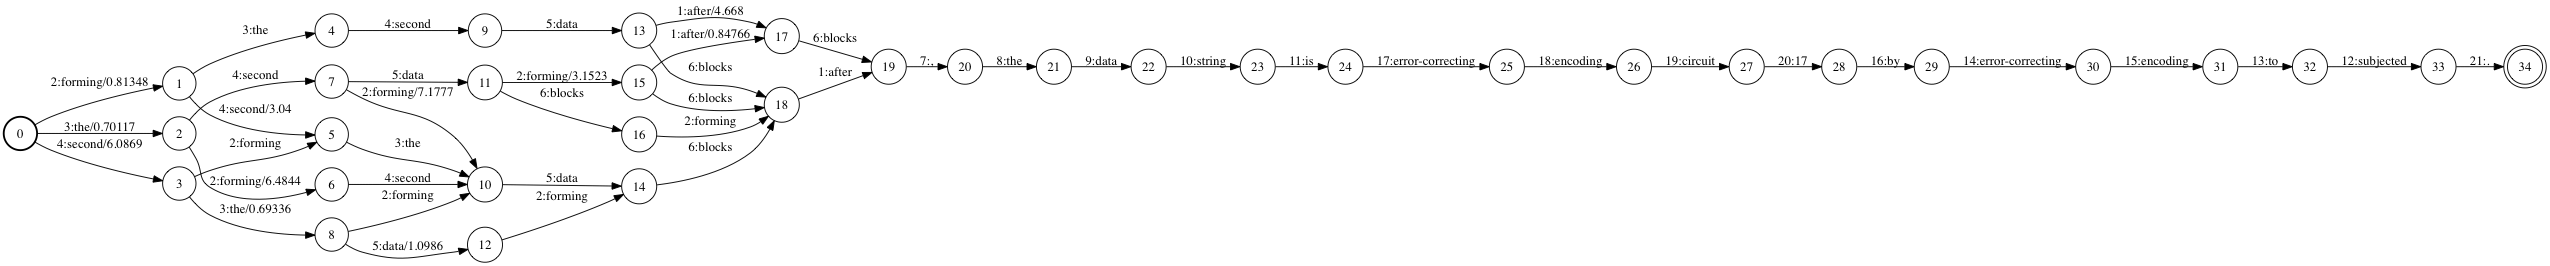 0
2:forming/0.81348
3:the/0.70117
4:second/6.0869
1
2
3
3:the
4:second/3.04
4:second
2:forming/6.4844
2:forming
3:the/0.69336
4
7
5
6
8
4:second
5:data
2:forming/7.1777
3:the
4:second
2:forming
5:data/1.0986
9
11
10
12
5:data
2:forming/3.1523
6:blocks
5:data
2:forming
13
15
16
14
1:after/4.668
6:blocks
1:after/0.84766
6:blocks
2:forming
6:blocks
17
18
6:blocks
1:after
19
7:,
20
8:the
21
9:data
22
10:string
23
11:is
24
17:error-correcting
25
18:encoding
26
19:circuit
27
20:17
28
16:by
29
14:error-correcting
30
15:encoding
31
13:to
32
12:subjected
33
21:.
34